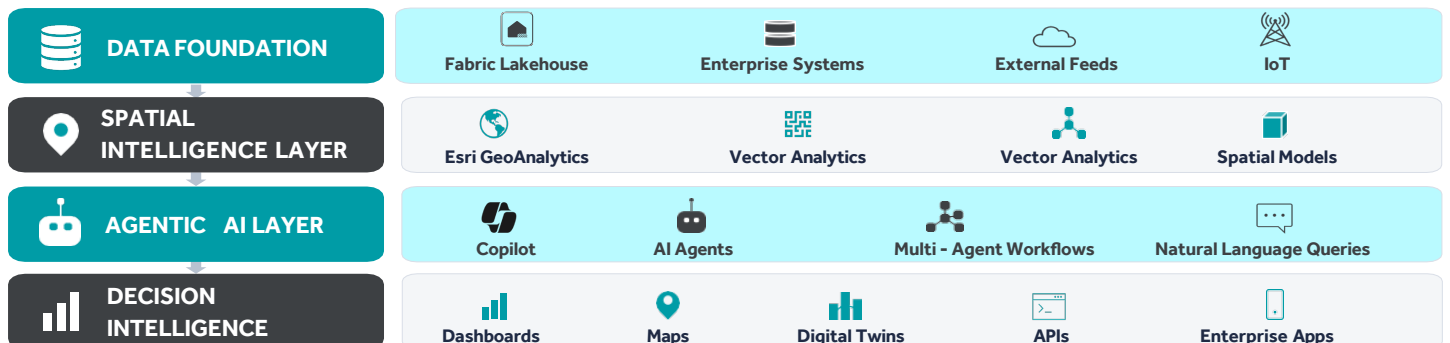 DATA FOUNDATION
Fabric Lakehouse
Enterprise Systems
External Feeds
IoT
SPATIAL
INTELLIGENCE LAYER
Esri GeoAnalytics
Vector Analytics
Vector Analytics
Spatial Models
AGENTIC AI LAYER
Copilot
AI Agents
Multi - Agent Workflows
Natural Language Queries
DECISION
INTELLIGENCE
Dashboards
Maps
Digital Twins
APIs
Enterprise Apps